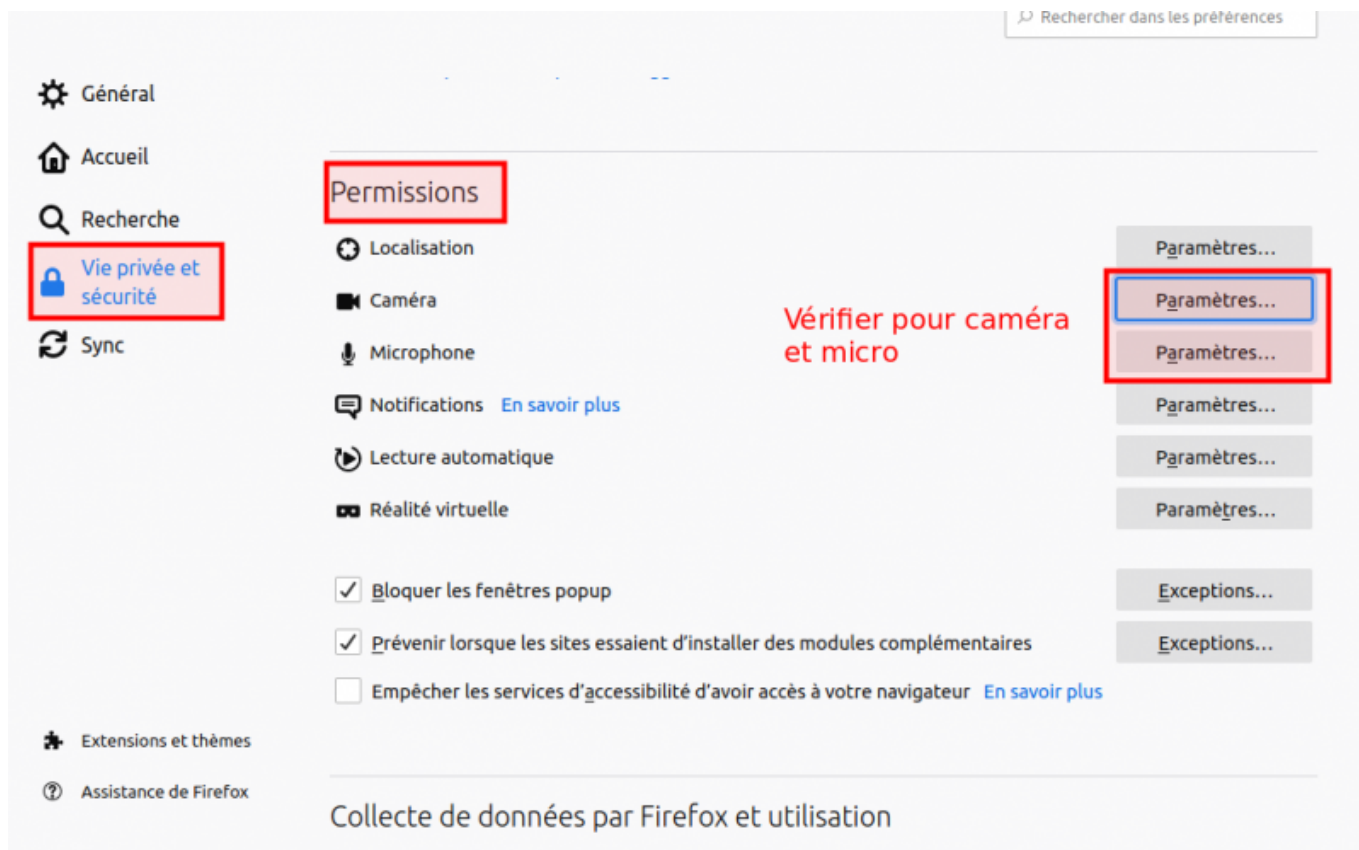 Rechercher dans les préférences
Général
Accueil
Recherche
Vie privée et
sécurité
Sync
Extensions et thèmes
Assistance de Firefox
Permissions
Localisation Paramètres...
Caméra Paramètres...
Vérifier pour caméra
et micro
Microphone Paramètres...
Notifications En savoir plus Paramètres...
Lecture automatique Paramètres...
Réalité virtuelle Paramètres...
Bloquer les fenêtres popup Exceptions...
Prévenir lorsque les sites essaient d'installer des modules complémentaires Exceptions...
Empêcher les services d'accessibilité d'avoir accès à votre navigateur En savoir plus
Collecte de données par Firefox et utilisation